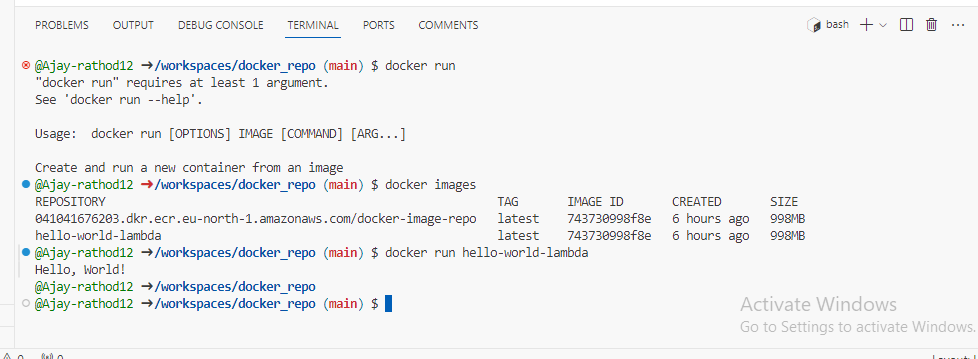 PROBLEMS OUTPUT DEBUG CONSOLE TERMINAL PORTS COMMENTS bash
@Ajay-rathod12 ➜/workspaces/docker_repo (main) $ docker run
"docker run" requires at least 1 argument.
See 'docker run --help'.
Usage:  docker run [OPTIONS] IMAGE [COMMAND] [ARG...]
Create and run a new container from an image
@Ajay-rathod12 ➜/workspaces/docker_repo (main) $ docker images
REPOSITORY TAG IMAGE ID CREATED SIZE
041041676203.dkr.ecr.eu-north-1.amazonaws.com/docker-image-repo latest 743730998f8e 6 hours ago 998MB
hello-world-lambda latest 743730998f8e 6 hours ago 998MB
@Ajay-rathod12 ➜/workspaces/docker_repo (main) $ docker run hello-world-lambda
Hello, World!
@Ajay-rathod12 ➜/workspaces/docker_repo
@Ajay-rathod12 ➜/workspaces/docker_repo (main) $
Activate Windows
Go to Settings to activate Windows.